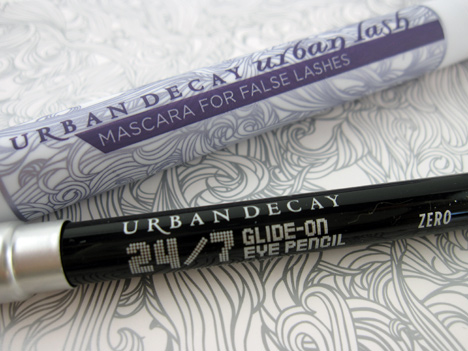 URBAN DECAY urban lash
MASCARA FOR FALSE LASHES
URBAN DECAY
24/7 GLIDE-ON
EYE PENCIL
ZERO